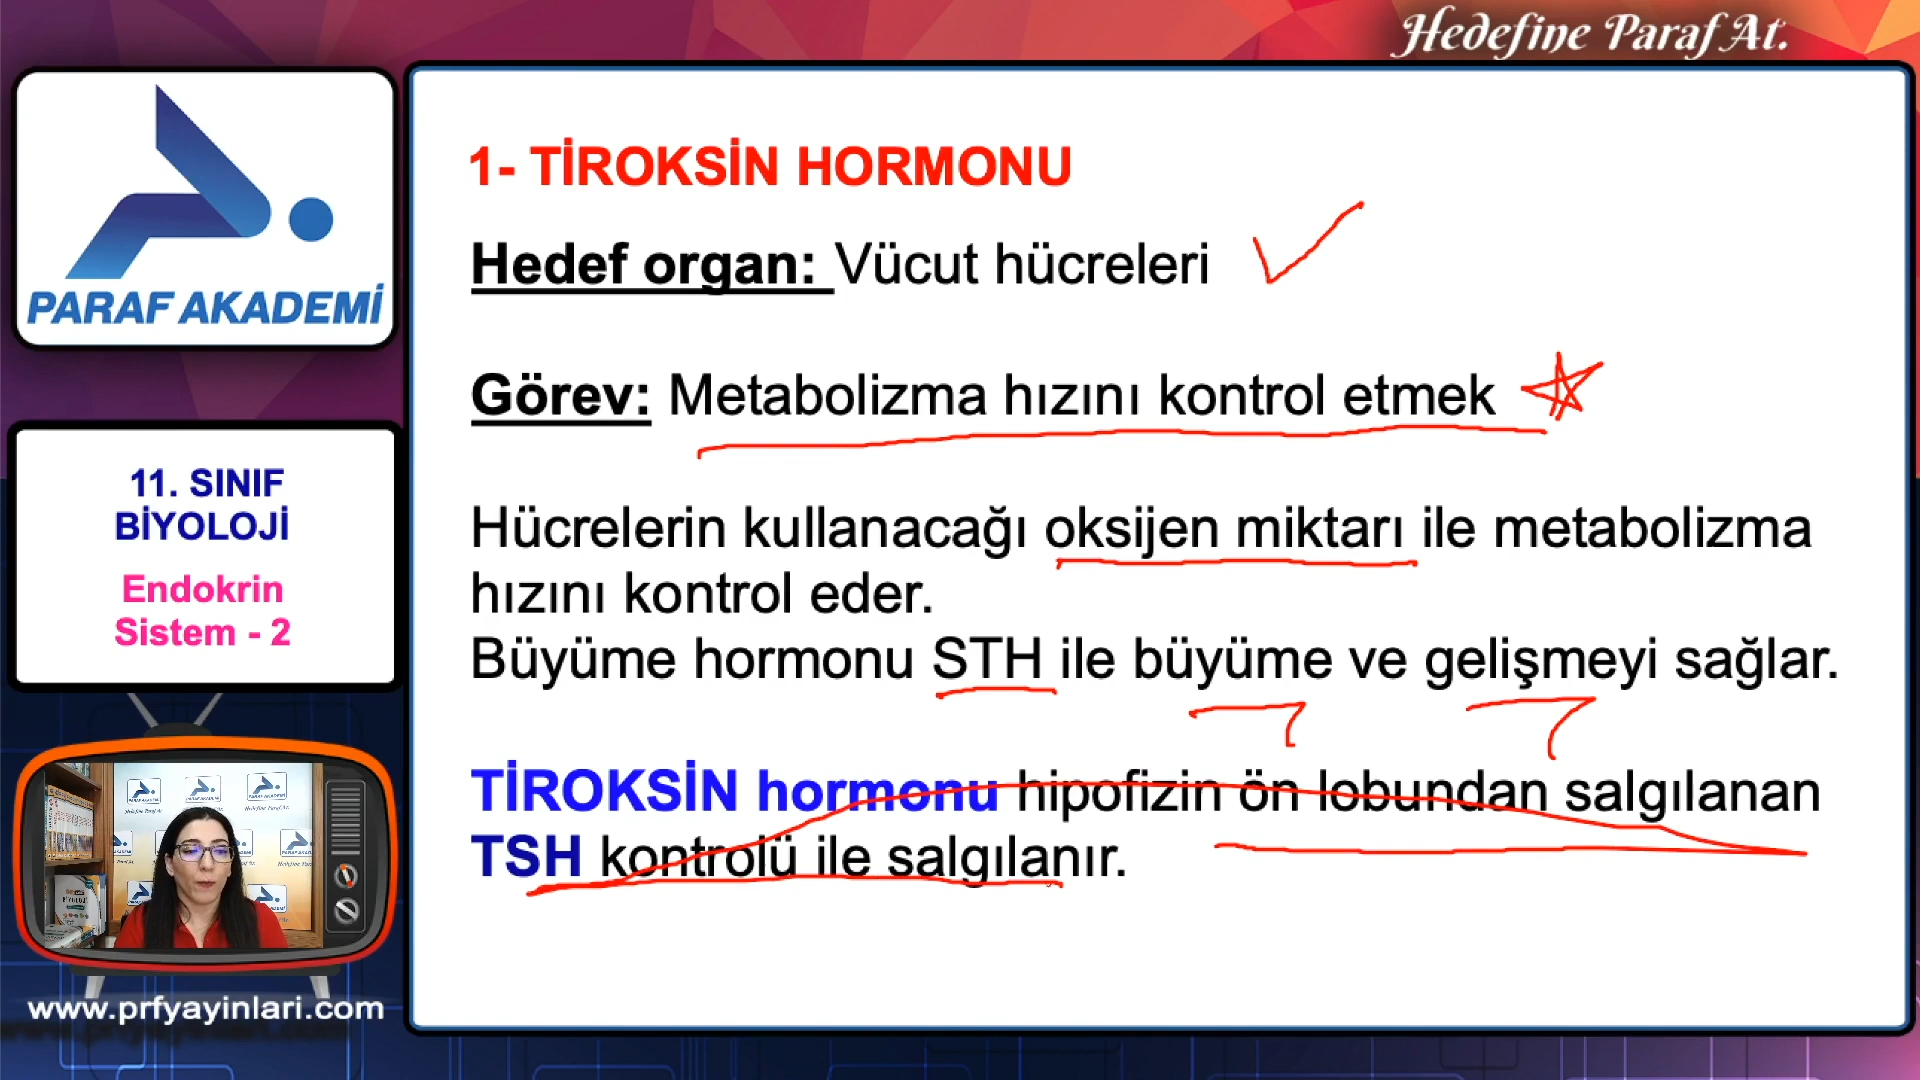 Hedefine Paraf At.
PARAF AKADEMİ
11. SINIF
BİYOLOJİ
Endokrin
Sistem - 2
www.prfyayinlari.com
1- TİROKSİN HORMONU
Hedef organ: Vücut hücreleri
Görev: Metabolizma hızını kontrol etmek
Hücrelerin kullanacağı oksijen miktarı ile metabolizma
hızını kontrol eder.
Büyüme hormonu STH ile büyüme ve gelişmeyi sağlar.
TİROKSİN hormonu hipofizin ön lobundan salgılanan
TSH kontrolü ile salgılanır.